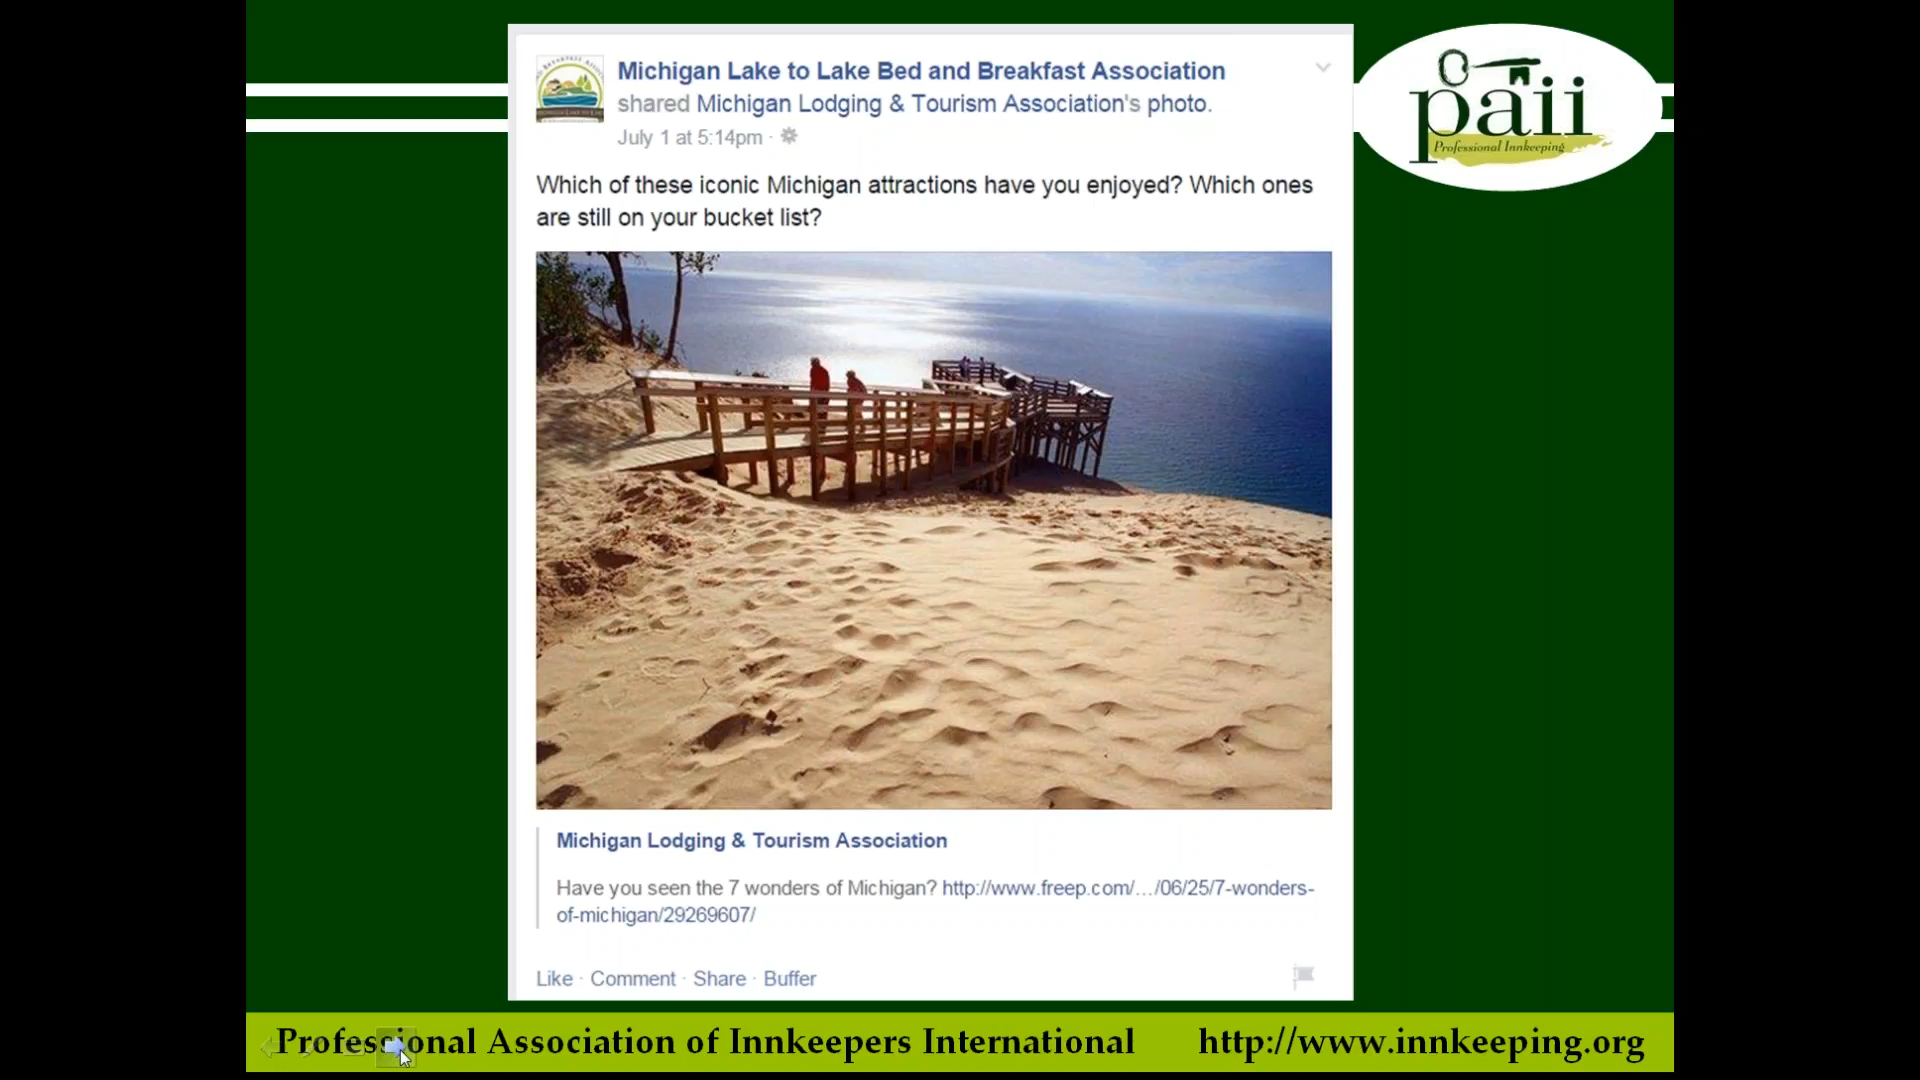 Michigan Lake to Lake Bed and Breakfast Association
shared Michigan Lodging & Tourism Association's photo.
July 1 at 5:14pm ·
Which of these iconic Michigan attractions have you enjoyed? Which ones
are still on your bucket list?
paii
Professional Innkeeping
Michigan Lodging & Tourism Association
Have you seen the 7 wonders of Michigan? http://www.freep.com/…/06/25/7-wonders-
of-michigan/29269607/
Like · Comment · Share · Buffer
Professional Association of Innkeepers International http://www.innkeeping.org